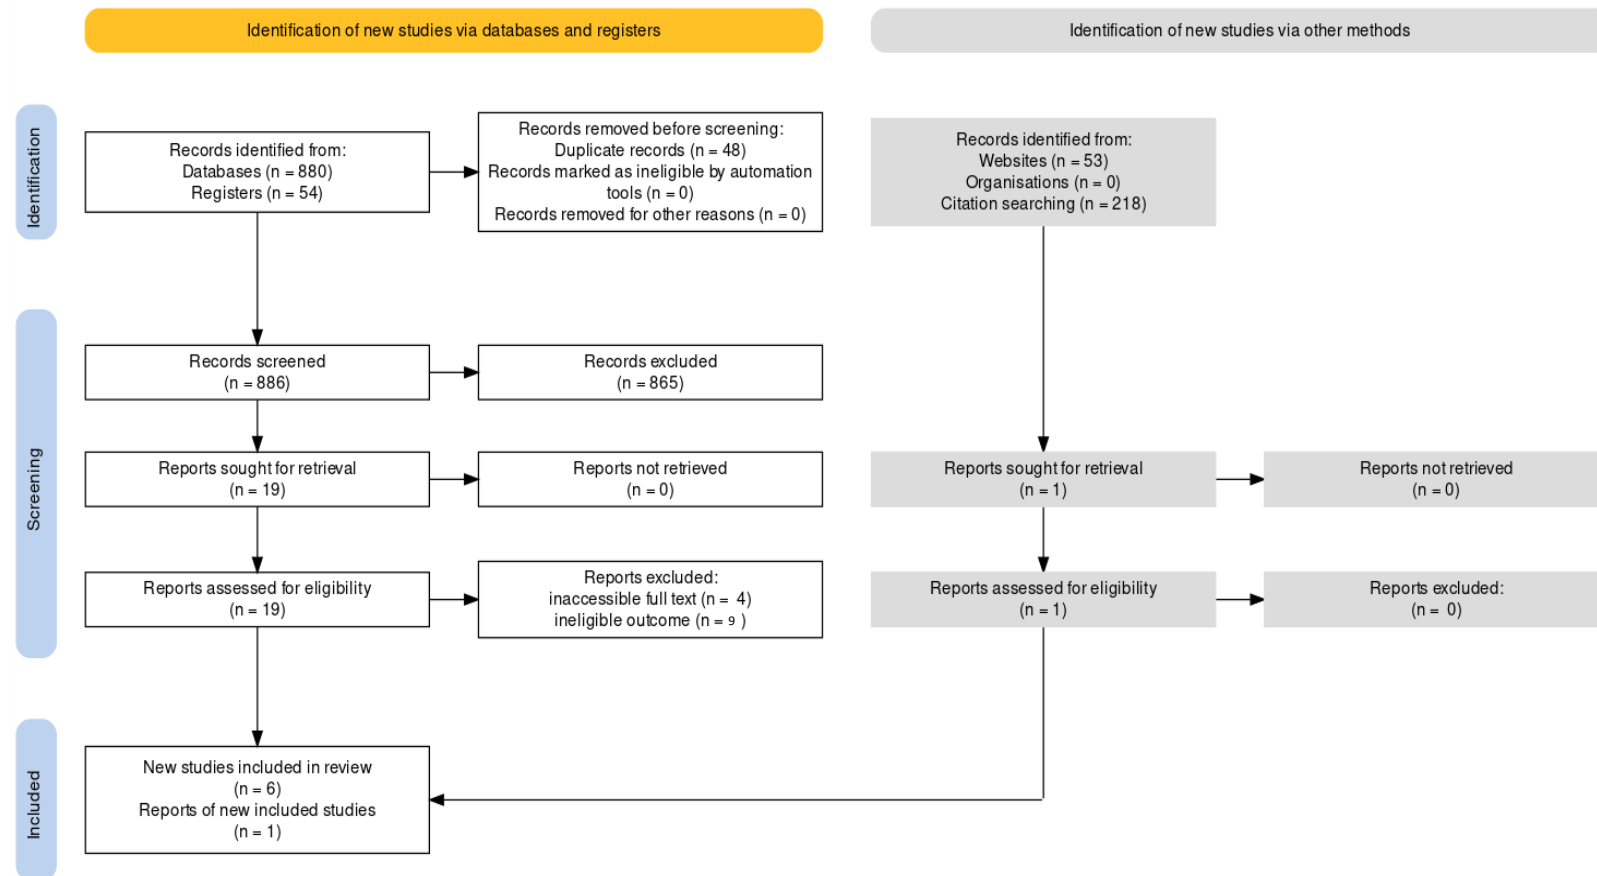 Identification of new studies via databases and registers
Identification of new studies via other methods
Identification
Records identified from:
Databases (n = 880)
Registers (n = 54)
Records removed before screening:
Duplicate records (n = 48)
Records marked as ineligible by automation
tools (n = 0)
Records removed for other reasons (n = 0)
Records identified from:
Websites (n = 53)
Organisations (n = 0)
Citation searching (n = 218)
Screening
Records screened
(n = 886)
Records excluded
(n = 865)
Reports sought for retrieval
(n = 19)
Reports not retrieved
(n = 0)
Reports sought for retrieval
(n = 1)
Reports not retrieved
(n = 0)
Reports assessed for eligibility
(n = 19)
Reports excluded:
inaccessible full text (n = 4)
ineligible outcome (n = 9 )
Reports assessed for eligibility
(n = 1)
Reports excluded:
(n = 0)
Included
New studies included in review
(n = 6)
Reports of new included studies
(n = 1)